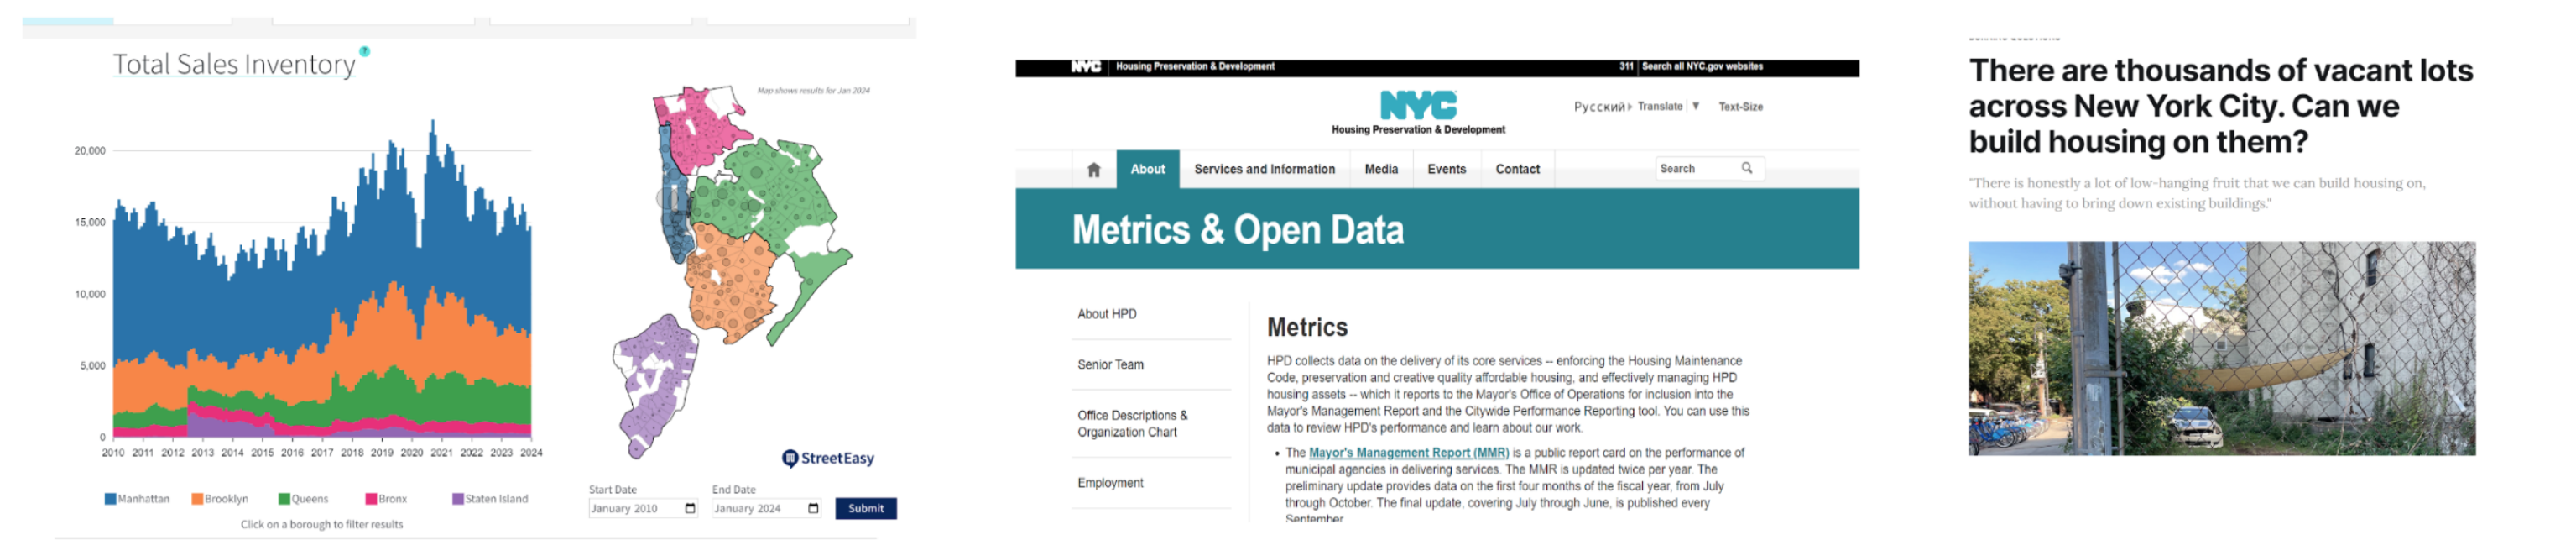 Total Sales Inventory
?
Map shows results for Jan 2024
20,000
15,000
10,000
5,000
0
2010 2011 2012 2013 2014 2015 2016 2017 2018 2019 2020 2021 2022 2023 2024
StreetEasy
Manhattan Brooklyn Queens Bronx Staten Island
Click on a borough to filter results
Start Date End Date
January 2010 January 2024 Submit
NYC Housing Preservation & Development 311 Search all NYC.gov websites
NYC
Housing Preservation & Development
Русский Translate ▼ Text-Size
About Services and Information Media Events Contact Search
Metrics & Open Data
About HPD
Senior Team
Office Descriptions &
Organization Chart
Employment
Metrics
HPD collects data on the delivery of its core services -- enforcing the Housing Maintenance
Code, preservation and creative quality affordable housing, and effectively managing HPD
housing assets -- which it reports to the Mayor's Office of Operations for inclusion into the
Mayor's Management Report and the Citywide Performance Reporting tool. You can use this
data to review HPD's performance and learn about our work.
• The Mayor's Management Report (MMR) is a public report card on the performance of
municipal agencies in delivering services. The MMR is updated twice per year. The
preliminary update provides data on the first four months of the fiscal year, from July
through October. The final update, covering July through June, is published every
September
There are thousands of vacant lots
across New York City. Can we
build housing on them?
"There is honestly a lot of low-hanging fruit that we can build housing on,
without having to bring down existing buildings."